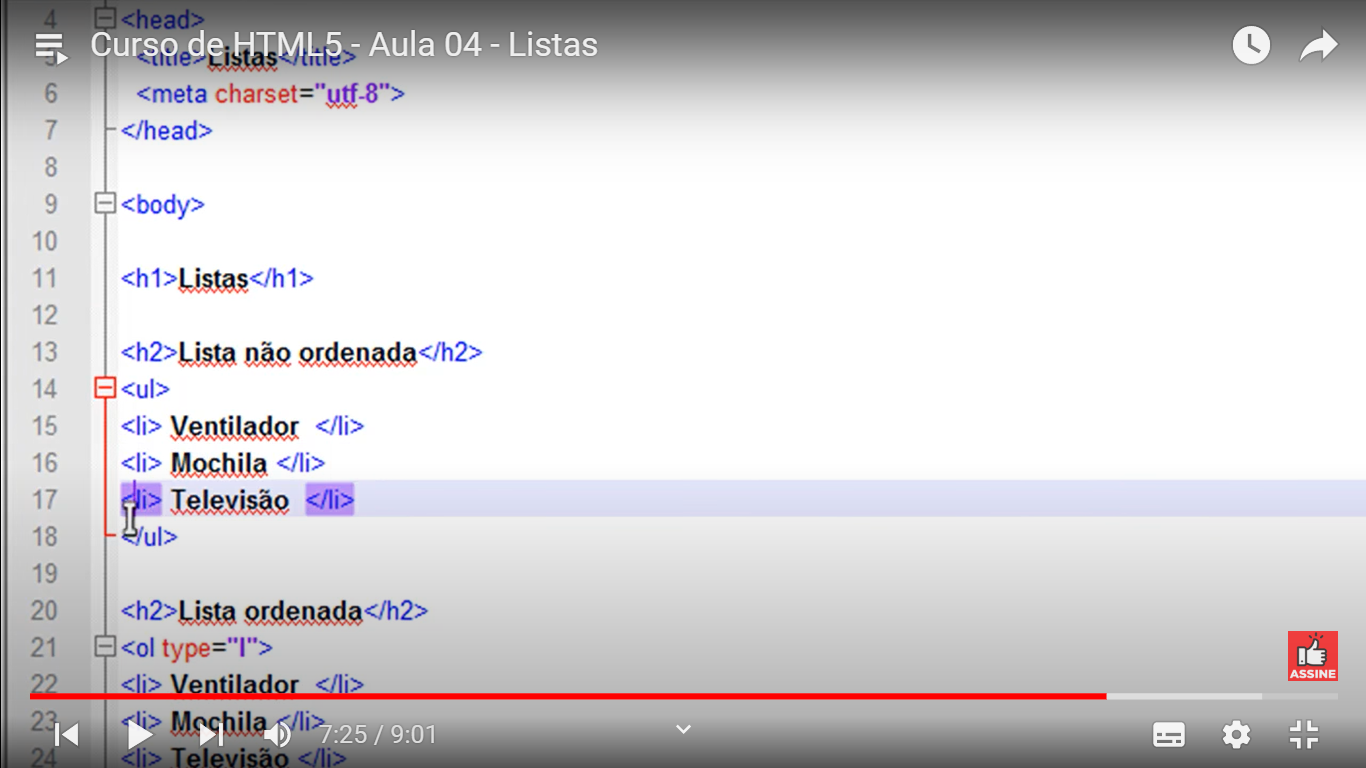 4 <head>
Curso de HTML5 - Aula 04 - Listas
5 <title>Listas</title>
6 <meta charset="utf-8">
7 </head>
8
9 <body>
10
11 <h1>Listas</h1>
12
13 <h2>Lista não ordenada</h2>
14 <ul>
15 <li> Ventilador </li>
16 <li> Mochila </li>
17 <li> Televisão </li>
18 </ul>
19
20 <h2>Lista ordenada</h2>
21 <ol type="I">
22 <li> Ventilador </li>
23 <li> Mochila </li>
24 <li> Televisão </li>
ASSINE
7:25 / 9:01